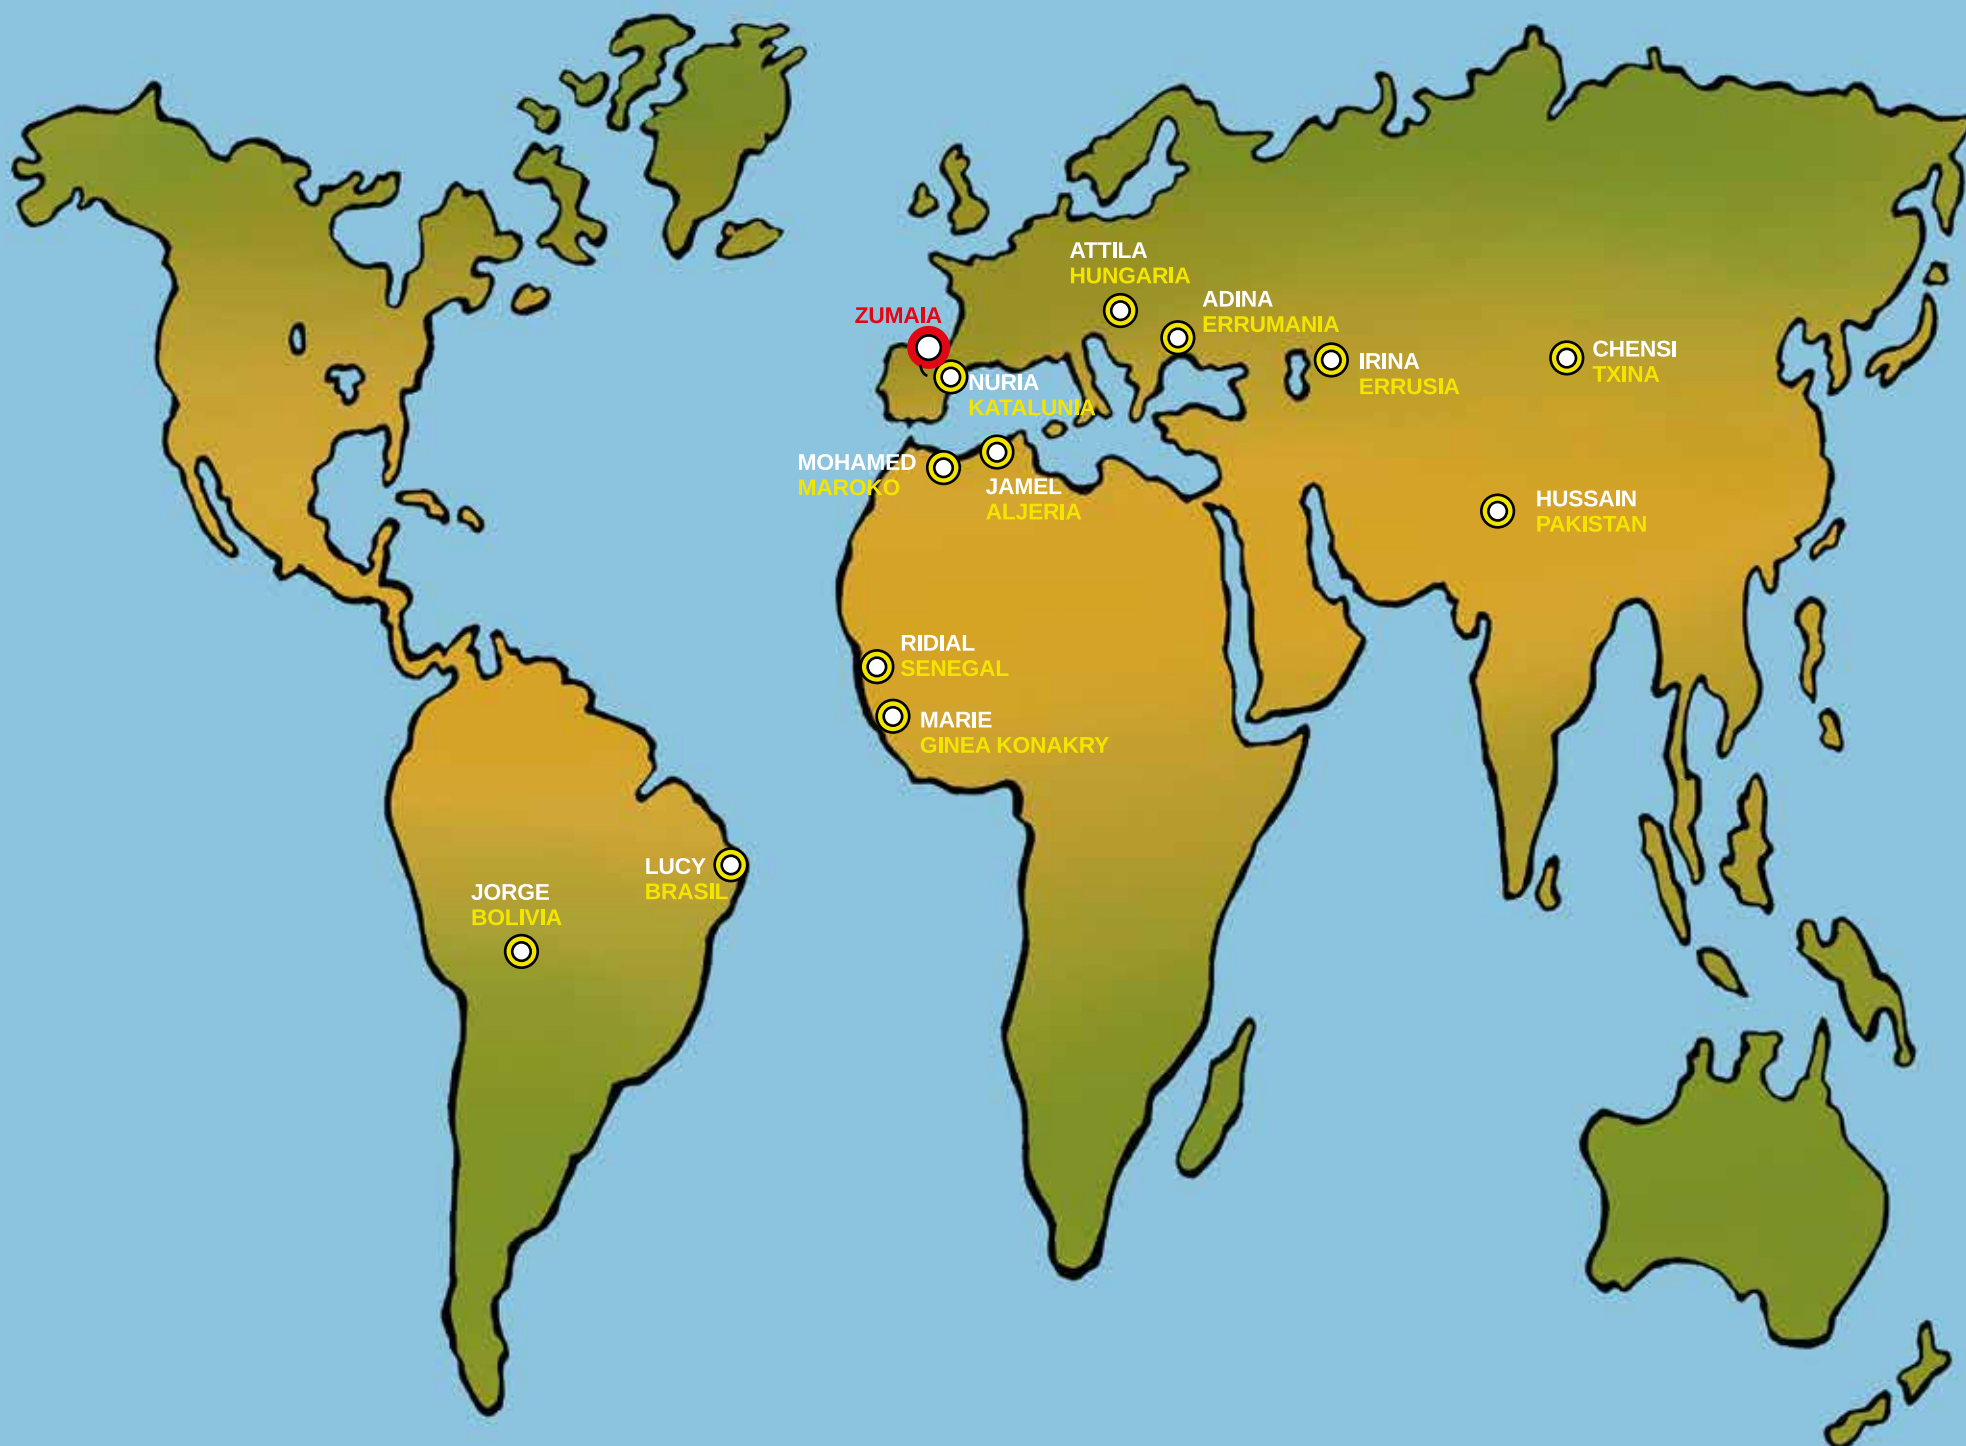 ATTILA
HUNGARIA
ADINA
ERRUMANIA
ZUMAIA
IRINA
ERRUSIA
CHENSI
TXINA
NURIA
KATALUNIA
MOHAMED
MAROKO
JAMEL
ALJERIA
HUSSAIN
PAKISTAN
RIDIAL
SENEGAL
MARIE
GINEA KONAKRY
LUCY
BRASIL
JORGE
BOLIVIA